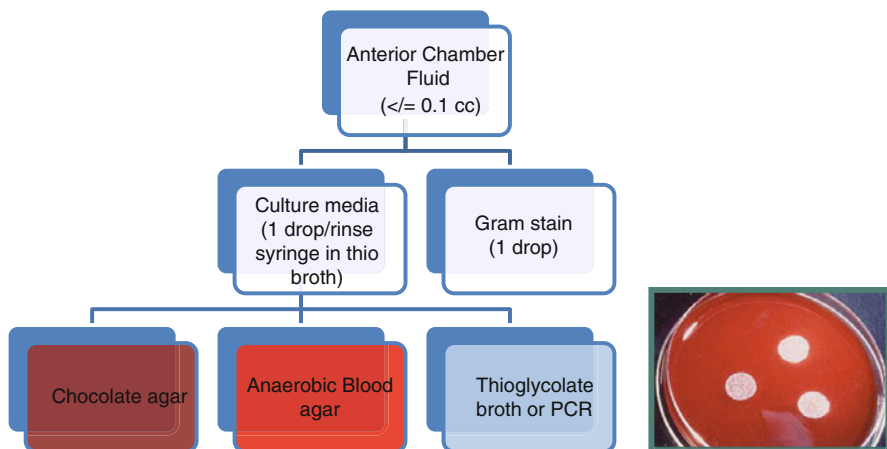 Anterior Chamber
Fluid
(</= 0.1 cc)
Culture media
(1 drop/rinse
syringe in thio
broth)
Gram stain
(1 drop)
Chocolate agar
Anaerobic Blood
agar
Thioglycolate
broth or PCR